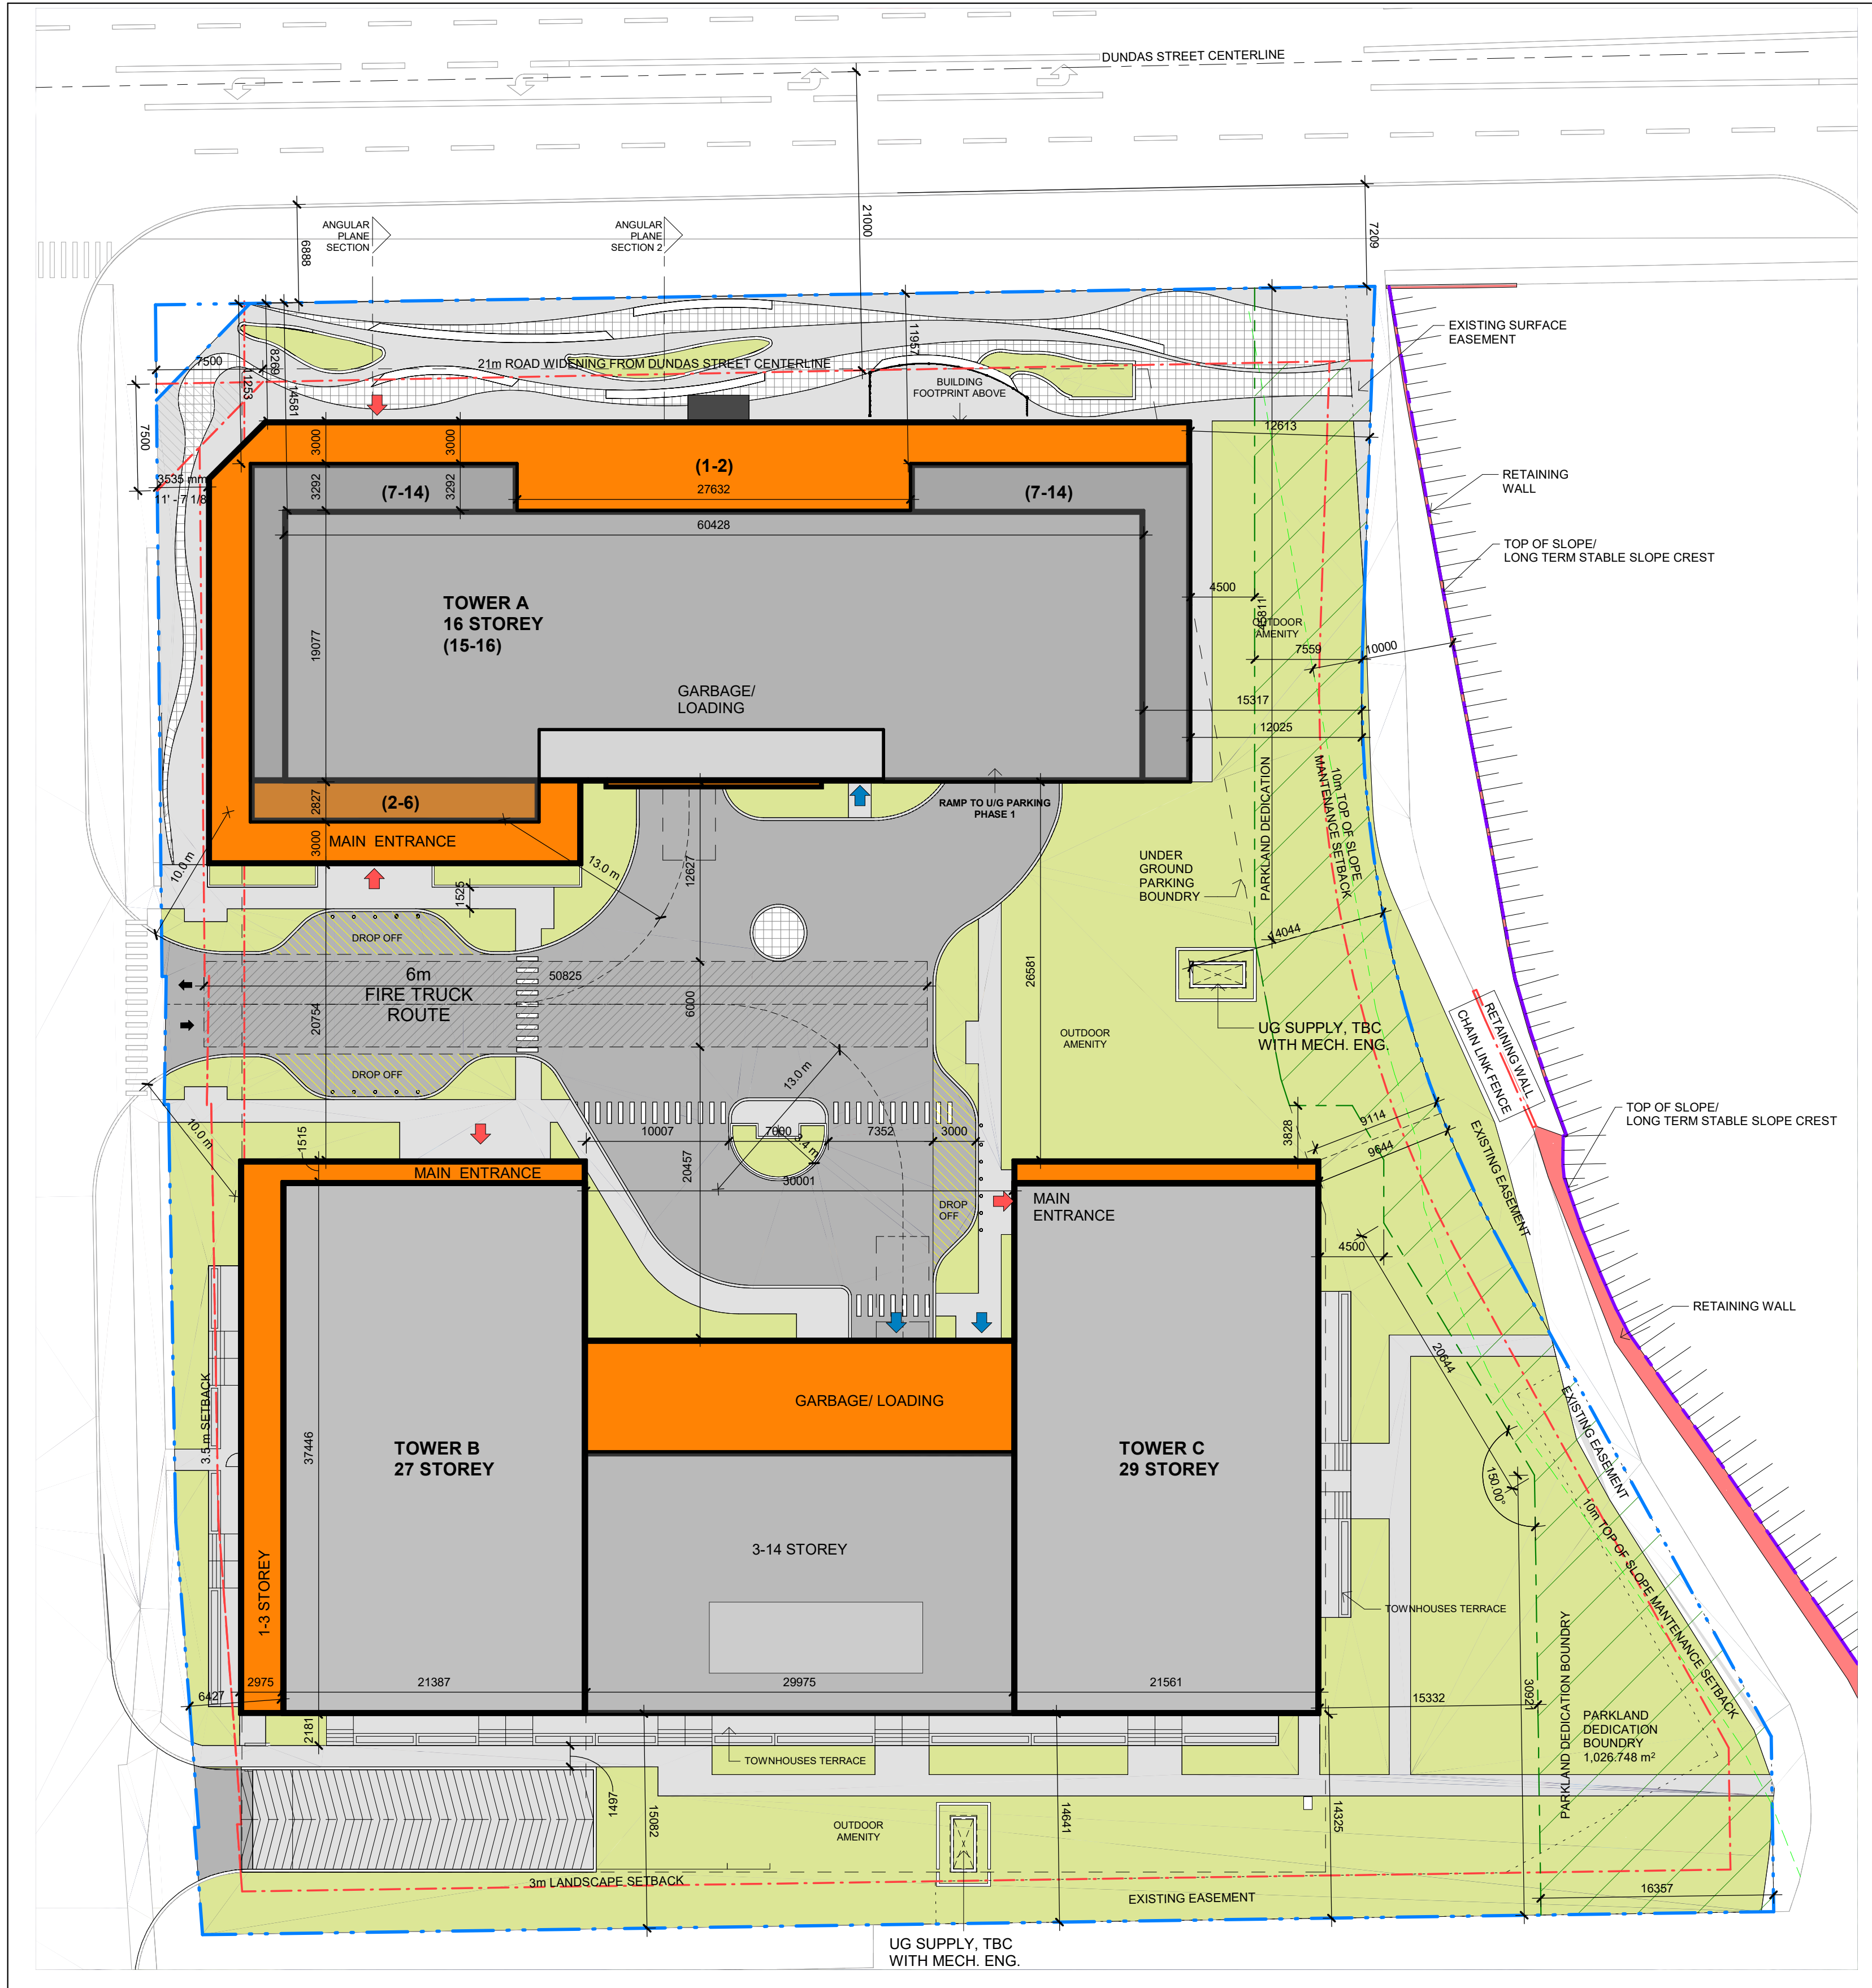 DUNDAS STREET CENTERLINE
21000
7209
6888
ANGULAR
PLANE
SECTION
ANGULAR
PLANE
SECTION 2
EXISTING SURFACE
EASEMENT
11957
8269
7500
11253
14581
21m ROAD WIDENING FROM DUNDAS STREET CENTERLINE
BUILDING
FOOTPRINT ABOVE
7500
12613
3000
3000
(1-2)
3535 mm
11' - 7 1/8
3292
(7-14)
3292
27632
(7-14)
RETAINING
WALL
60428
TOP OF SLOPE/
LONG TERM STABLE SLOPE CREST
4500
45811
TOWER A
16 STOREY
(15-16)
19077
OUTDOOR
AMENITY
7559
10000
GARBAGE/
LOADING
15317
12025
10m TOP OF SLOPE
MANTENANCE SETBACK
PARKLAND DEDICATION
2827
(2-6)
RAMP TO U/G PARKING
PHASE 1
3000
MAIN ENTRANCE
10.0 m
13.0 m
12627
1525
UNDER
GROUND
PARKING
BOUNDRY
14044
DROP OFF
6m
FIRE TRUCK
ROUTE
50825
6000
26581
20754
OUTDOOR
AMENITY
UG SUPPLY, TBC
WITH MECH. ENG.
RETAINING WALL
CHAIN LINK FENCE
DROP OFF
13.0 m
10.0 m
1515
10007
7000
7352
3000
3.4 m
3828
9114
9644
TOP OF SLOPE/
LONG TERM STABLE SLOPE CREST
EXISTING EASEMENT
20457
30001
MAIN ENTRANCE
DROP
OFF
MAIN
ENTRANCE
4500
RETAINING WALL
20644
3.5 m SETBACK
GARBAGE/ LOADING
EXISTING EASEMENT
37446
TOWER B
27 STOREY
TOWER C
29 STOREY
150.00°
3-14 STOREY
1-3 STOREY
10m TOP OF SLOPE MANTENANCE SETBACK
TOWNHOUSES TERRACE
PARKLAND DEDICATION BOUNDRY
2975
21387
29975
21561
6427
15332
30927
PARKLAND
DEDICATION
BOUNDRY
1,026.748 m²
2181
TOWNHOUSES TERRACE
1497
15082
14641
14325
OUTDOOR
AMENITY
3m LANDSCAPE SETBACK
16357
EXISTING EASEMENT
UG SUPPLY, TBC
WITH MECH. ENG.